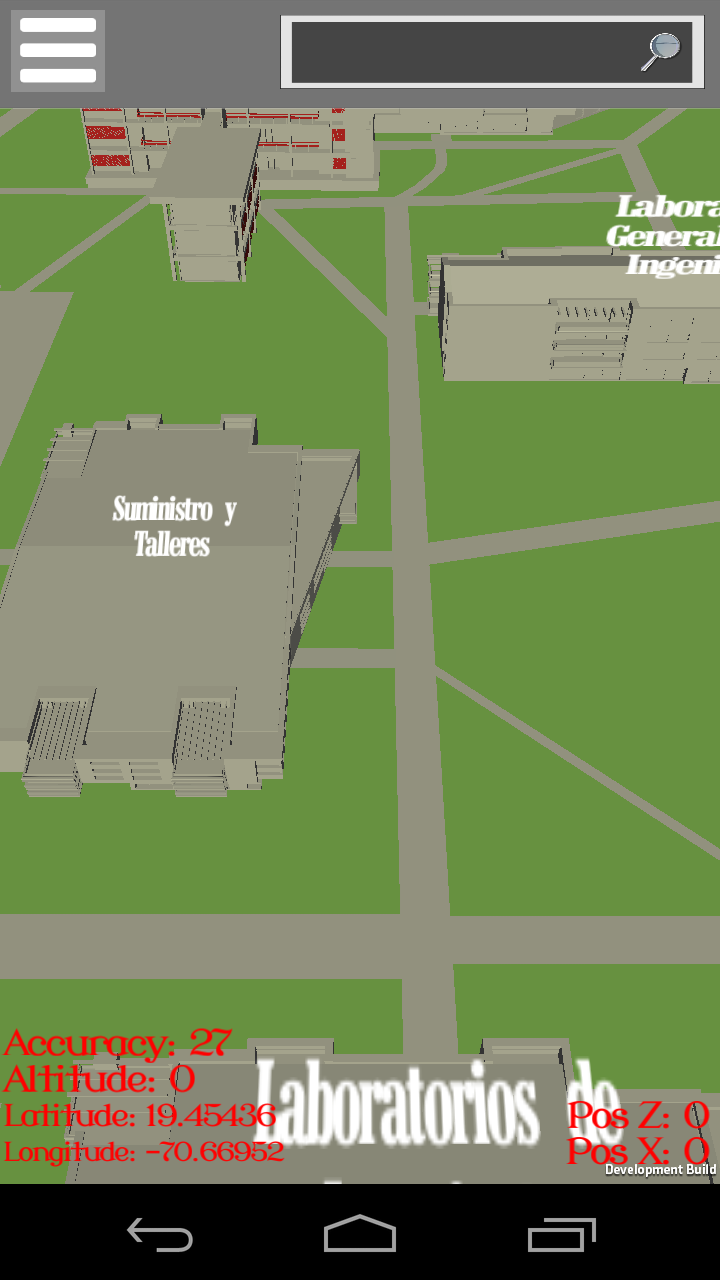 Labora
General
Ingeni
Suministro y
Talleres
Laboratorios de
Accuracy: 27
Altitude: 0
Latitude: 19.45436
Longitude: -70.66952
Pos Z: 0
Pos X: 0
Development Build